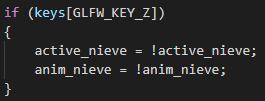 if (keys[GLFW_KEY_Z])
{
active_nieve = !active_nieve;
anim_nieve = !anim_nieve;
}